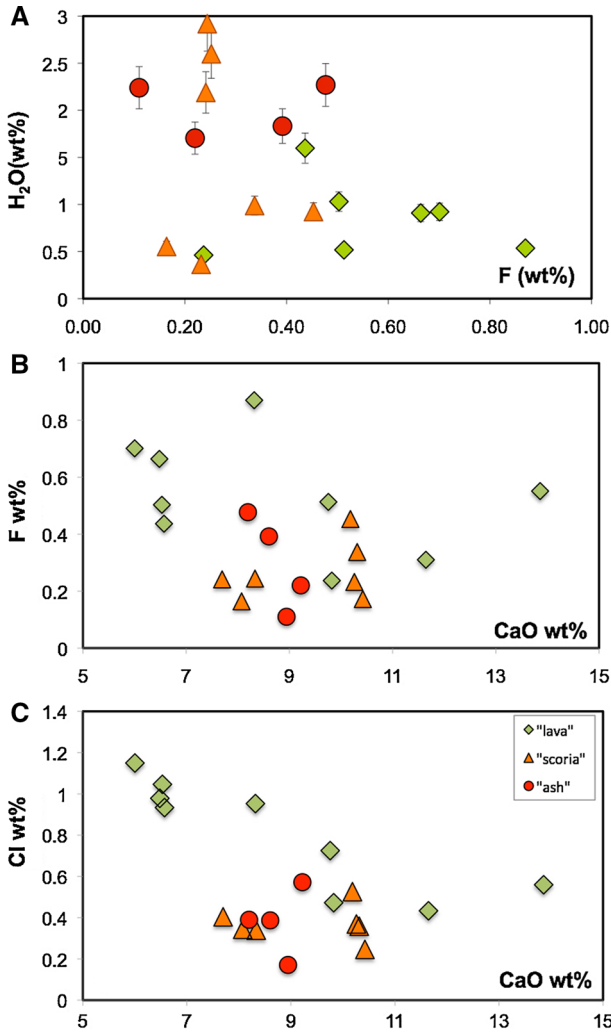 A
H2O(wt%)
3
2.5
2
5
1
0.5
0
F (wt%)
0.00 0.20 0.40 0.60 0.80 1.00
B
F wt%
1
0.8
0.6
0.4
0.2
0
CaO wt%
5 7 9 11 13 15
C
Cl wt%
1.4
1.2
1
0.8
0.6
0.4
0.2
0
"lava"
"scoria"
"ash"
CaO wt%
5 7 9 11 13 15